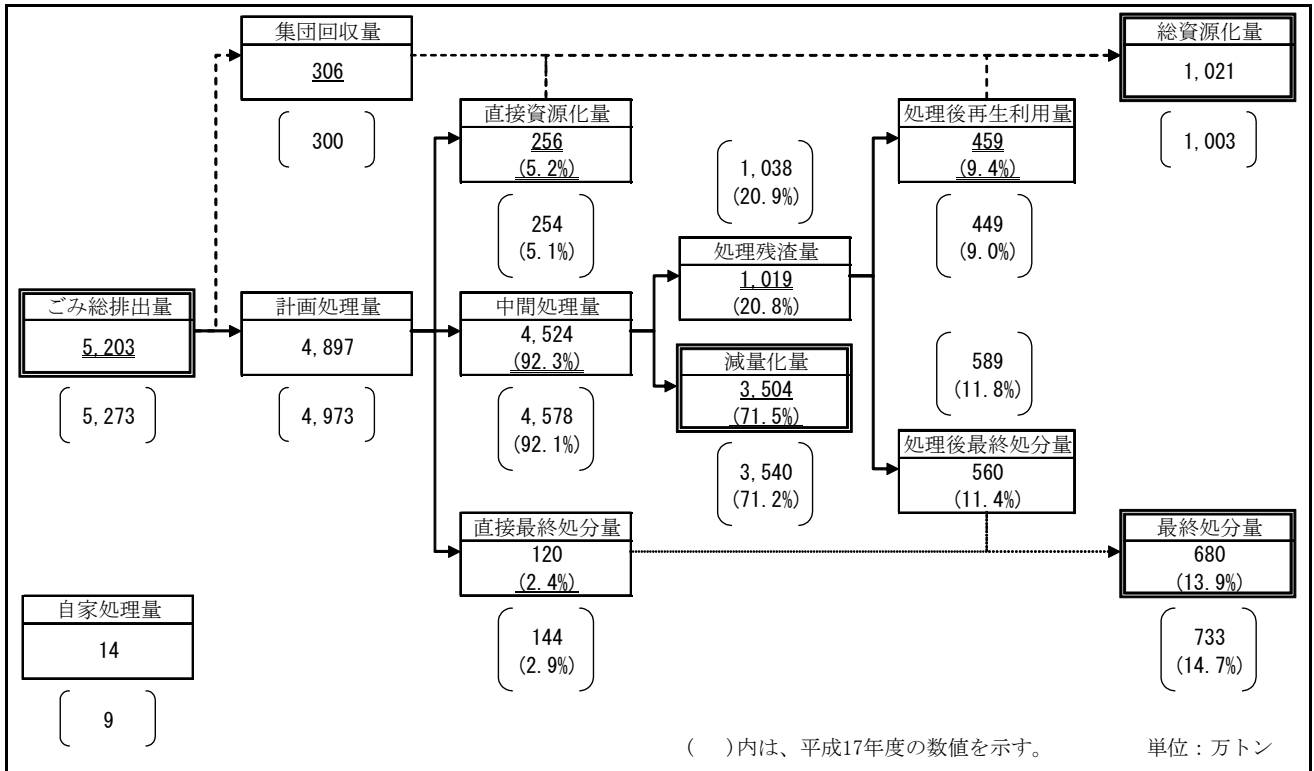 集団回収量
306
300
総資源化量
1,021
1,003
直接資源化量
256
(5.2%)
254
(5.1%)
1,038
(20.9%)
処理後再生利用量
459
(9.4%)
449
(9.0%)
ごみ総排出量
5,203
5,273
計画処理量
4,897
4,973
中間処理量
4,524
(92.3%)
4,578
(92.1%)
処理残渣量
1,019
(20.8%)
減量化量
3,504
(71.5%)
3,540
(71.2%)
589
(11.8%)
処理後最終処分量
560
(11.4%)
直接最終処分量
120
(2.4%)
144
(2.9%)
最終処分量
680
(13.9%)
733
(14.7%)
自家処理量
14
9
( )内は、平成17年度の数値を示す。
単位：万トン